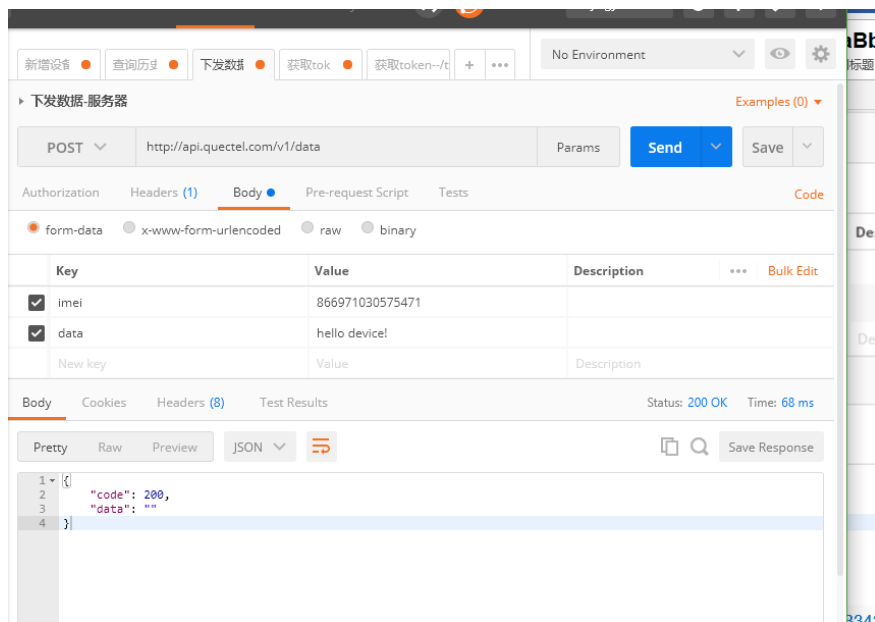 No Environment
新增设备 查询历史 下发数据 获取tok 获取token--/t + •••
下发数据-服务器 Examples (0)
POST http://api.quectel.com/v1/data Params Send Save
Authorization Headers (1) Body Pre-request Script Tests Code
form-data x-www-form-urlencoded raw binary
Key Value Description ••• Bulk Edit
imei 866971030575471
data hello device!
New key Value Description
Body Cookies Headers (8) Test Results Status: 200 OK Time: 68 ms
Pretty Raw Preview JSON Save Response
1 {
2 "code": 200,
3 "data": ""
4 }